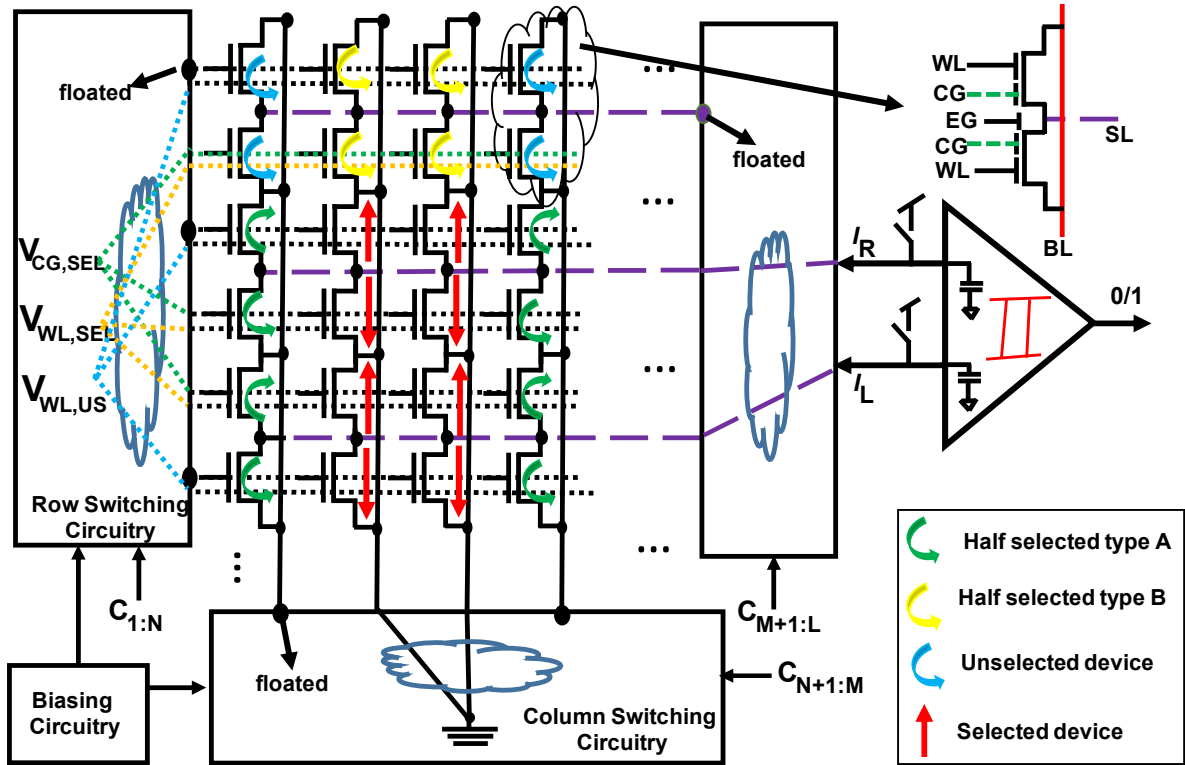 floated
V_CG,SEL
V_WL,SEL
V_WL,US
Row Switching
Circuitry
C_1:N
Biasing
Circuitry
floated
Column Switching
Circuitry
C_N+1:M
C_M+1:L
floated
...
...
...
...
...
...
WL
CG
EG
CG
WL
SL
BL
I_R
I_L
0/1
Half selected type A
Half selected type B
Unselected device
Selected device